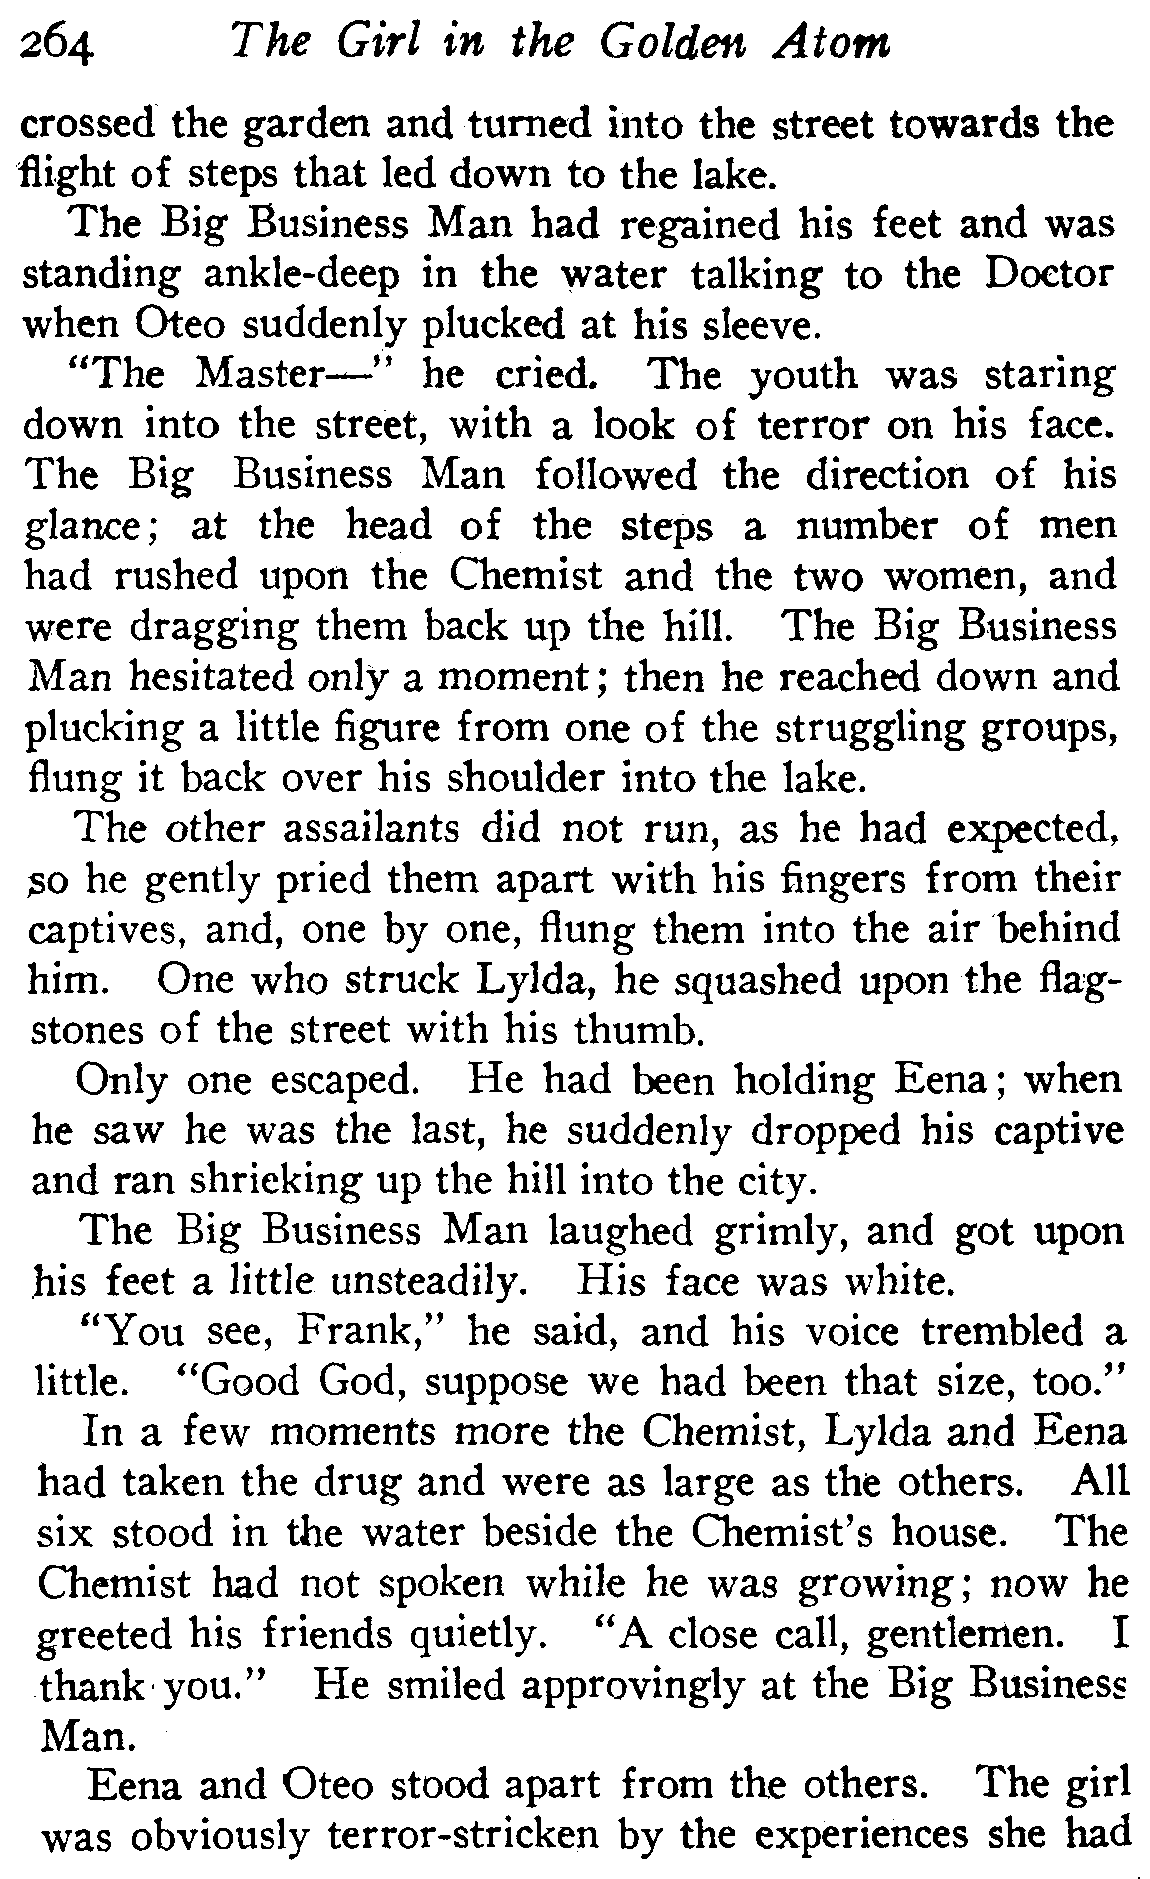 264 The Girl in the Golden Atom
crossed the garden and turned into the street towards the
flight of steps that led down to the lake.
The Big Business Man had regained his feet and was
standing ankle-deep in the water talking to the Doctor
when Oteo suddenly plucked at his sleeve.
"The Master—" he cried. The youth was staring
down into the street, with a look of terror on his face.
The Big Business Man followed the direction of his
glance; at the head of the steps a number of men
had rushed upon the Chemist and the two women, and
were dragging them back up the hill. The Big Business
Man hesitated only a moment; then he reached down and
plucking a little figure from one of the struggling groups,
flung it back over his shoulder into the lake.
The other assailants did not run, as he had expected,
so he gently pried them apart with his fingers from their
captives, and, one by one, flung them into the air behind
him. One who struck Lylda, he squashed upon the flag-
stones of the street with his thumb.
Only one escaped. He had been holding Eena; when
he saw he was the last, he suddenly dropped his captive
and ran shrieking up the hill into the city.
The Big Business Man laughed grimly, and got upon
his feet a little unsteadily. His face was white.
"You see, Frank," he said, and his voice trembled a
little. "Good God, suppose we had been that size, too."
In a few moments more the Chemist, Lylda and Eena
had taken the drug and were as large as the others. All
six stood in the water beside the Chemist's house. The
Chemist had not spoken while he was growing; now he
greeted his friends quietly. "A close call, gentlemen. I
thank you." He smiled approvingly at the Big Business
Man.
Eena and Oteo stood apart from the others. The girl
was obviously terror-stricken by the experiences she had